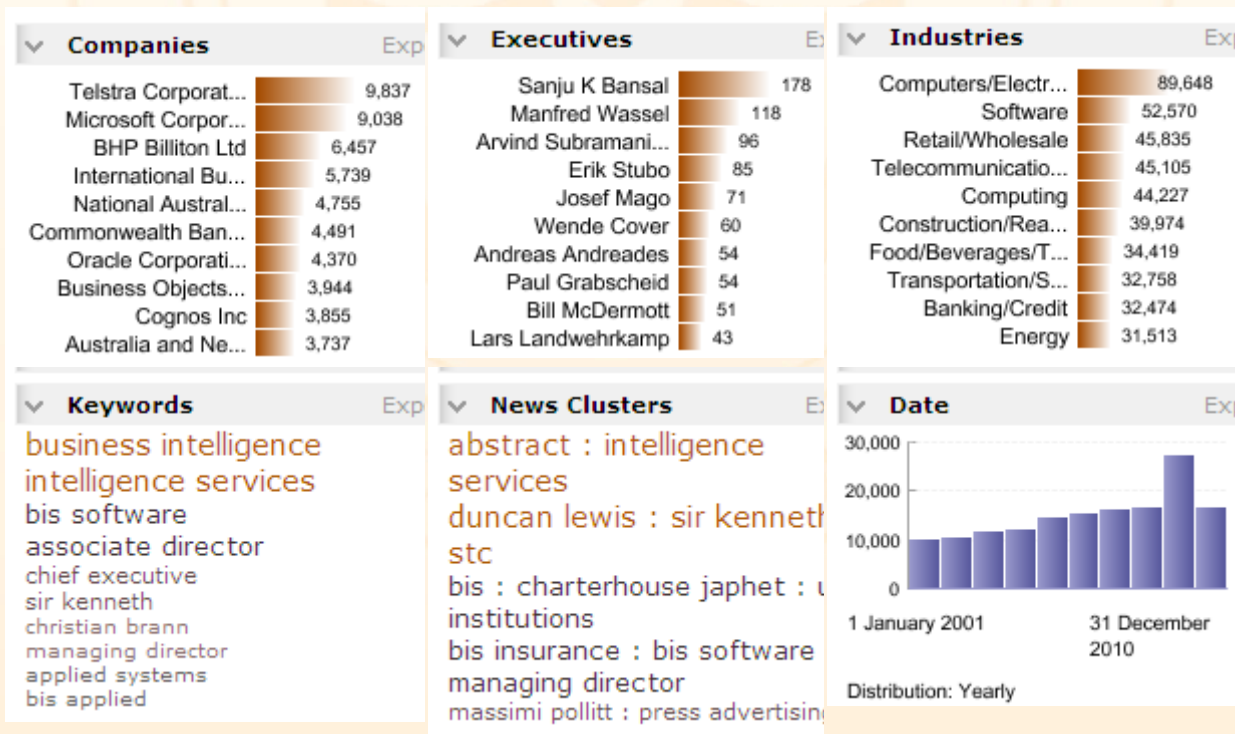 Companies
Exp
Telstra Corporat... 9,837
Microsoft Corpor... 9,038
BHP Billiton Ltd 6,457
International Bu... 5,739
National Austral... 4,755
Commonwealth Ban... 4,491
Oracle Corporati... 4,370
Business Objects... 3,944
Cognos Inc 3,855
Australia and Ne... 3,737
Executives
E
Sanju K Bansal 178
Manfred Wassel 118
Arvind Subramani... 96
Erik Stubo 85
Josef Mago 71
Wende Cover 60
Andreas Andreades 54
Paul Grabscheid 54
Bill McDermott 51
Lars Landwehrkamp 43
Industries
Exp
Computers/Electr... 89,648
Software 52,570
Retail/Wholesale 45,835
Telecommunicatio... 45,105
Computing 44,227
Construction/Rea... 39,974
Food/Beverages/T... 34,419
Transportation/S... 32,758
Banking/Credit 32,474
Energy 31,513
Keywords
Exp
business intelligence
intelligence services
bis software
associate director
chief executive
sir kenneth
christian brann
managing director
applied systems
bis applied
News Clusters
E
abstract : intelligence
services
duncan lewis : sir kenneth
stc
bis : charterhouse japhet : u
institutions
bis insurance : bis software
managing director
massimi pollitt : press advertising
Date
Exp
30,000
20,000
10,000
0
1 January 2001
31 December
2010
Distribution: Yearly